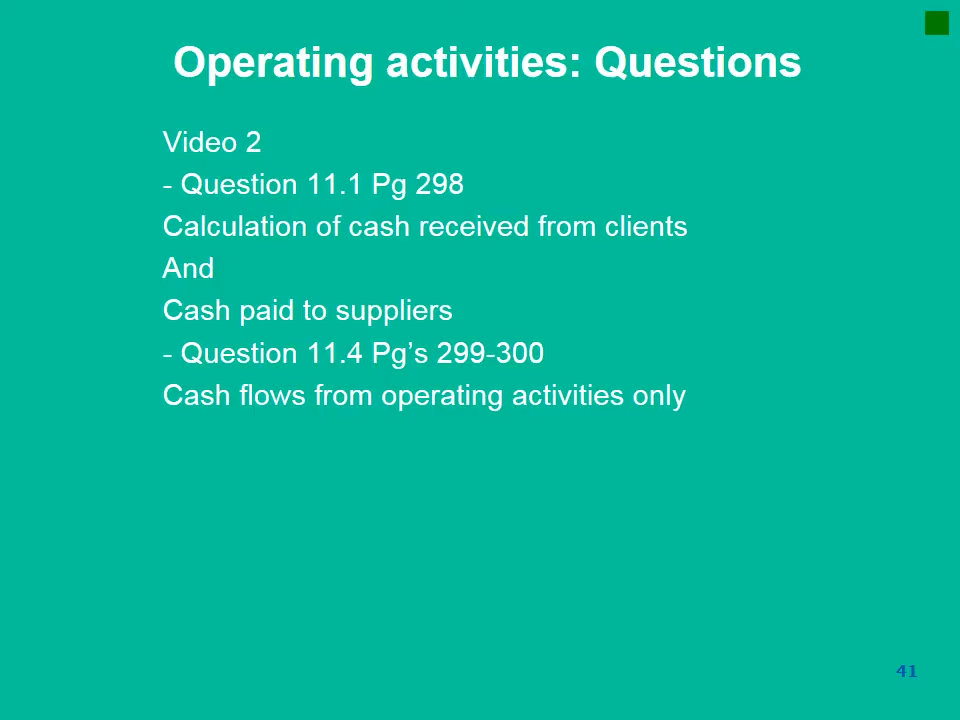 Operating activities: Questions
Video 2
- Question 11.1 Pg 298
Calculation of cash received from clients
And
Cash paid to suppliers
- Question 11.4 Pg’s 299-300
Cash flows from operating activities only
41